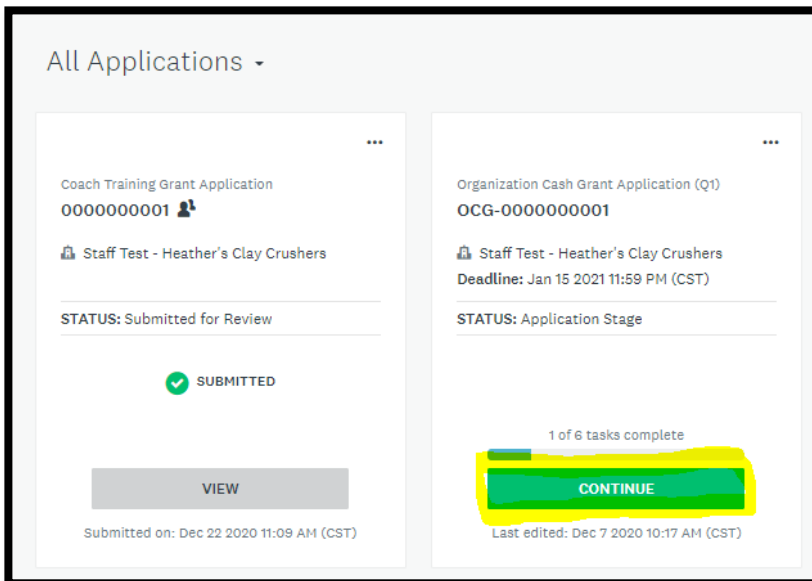 All Applications
Coach Training Grant Application
0000000001
Staff Test - Heather's Clay Crushers
STATUS: Submitted for Review
SUBMITTED
VIEW
Submitted on: Dec 22 2020 11:09 AM (CST)
Organization Cash Grant Application (Q1)
OCG-0000000001
Staff Test - Heather's Clay Crushers
Deadline: Jan 15 2021 11:59 PM (CST)
STATUS: Application Stage
1 of 6 tasks complete
CONTINUE
Last edited: Dec 7 2020 10:17 AM (CST)